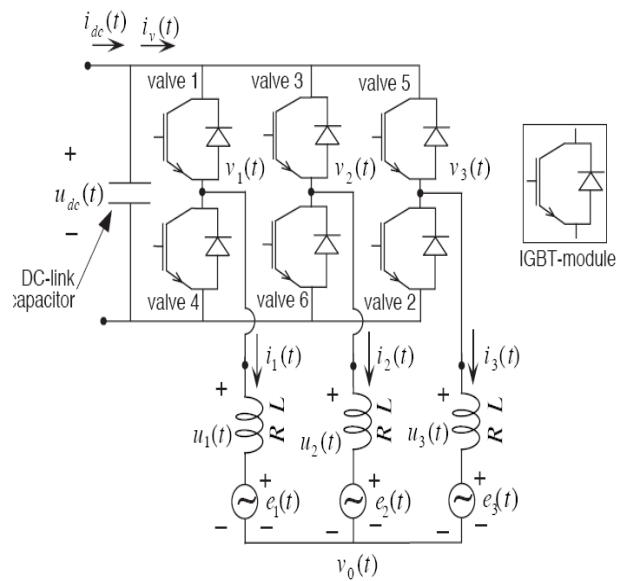 i_dc(t) i_v(t)
valve 1 valve 3 valve 5
+
v_1(t) v_2(t) v_3(t)
u_dc(t)
−
DC-link
capacitor
valve 4 valve 6 valve 2
IGBT-module
i_1(t) i_2(t) i_3(t)
+ + +
u_1(t) R L u_2(t) R L u_3(t) R L
+ + +
e_1(t) e_2(t) e_3(t)
− − − − − −
v_0(t)